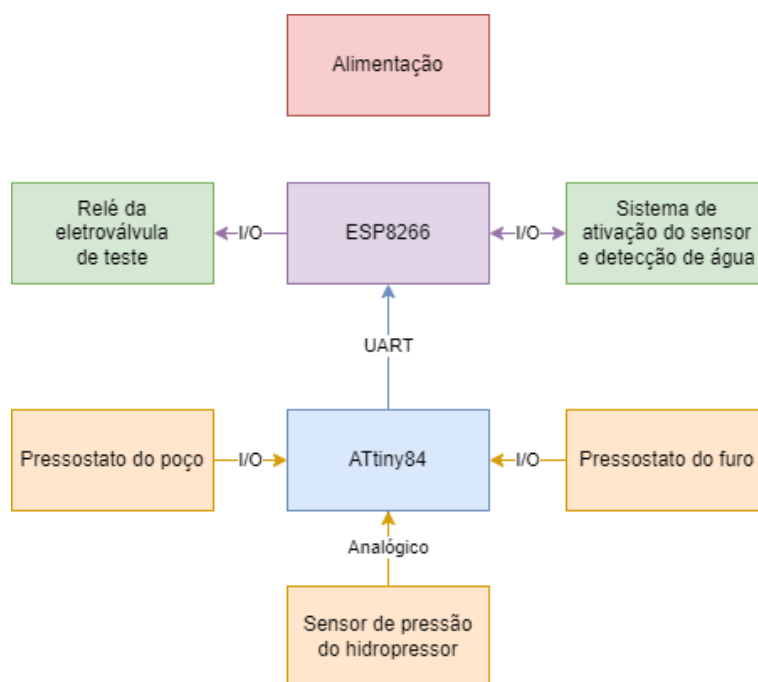 Alimentação
Relé da
eletroválvula
de teste
I/O
ESP8266
I/O
Sistema de
ativação do sensor
e detecção de água
UART
Pressostato do poço
I/O
ATtiny84
I/O
Pressostato do furo
Analógico
Sensor de pressão
do hidropressor